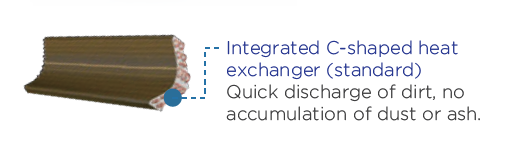 Integrated C-shaped heat
exchanger (standard)
Quick discharge of dirt, no
accumulation of dust or ash.